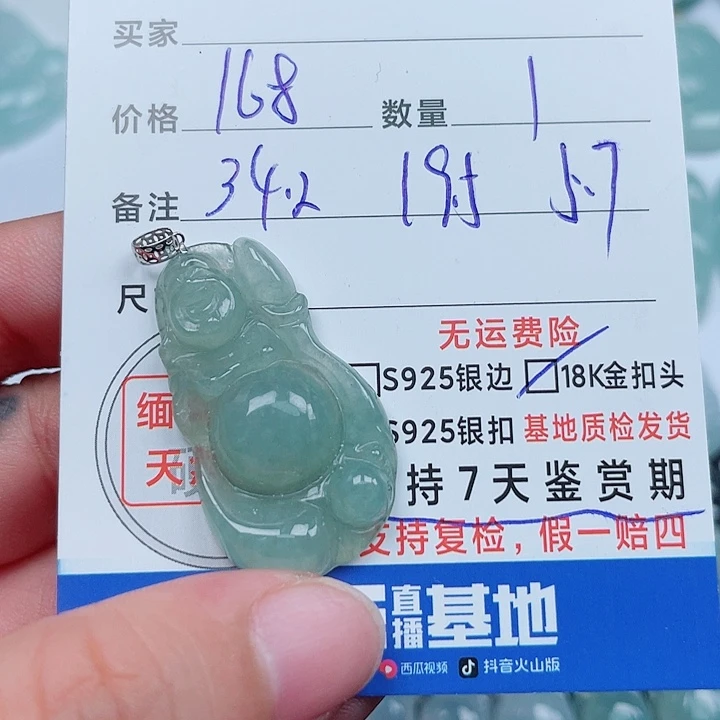 买家
价格 168 数量 1
备注 34.2 19.5 5.7
尺
无运费险
S925银边 18K金扣头
S925银扣 基地质检发货
持7天鉴赏期
支持复检，假一赔四
缅
天
直播基地
西瓜视频 抖音火山版